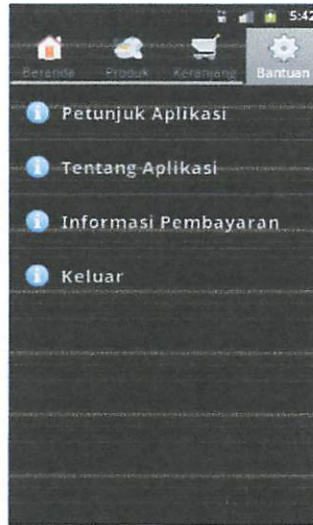 5:42
Beranda Produk Keranjang Bantuan
Petunjuk Aplikasi
Tentang Aplikasi
Informasi Pembayaran
Keluar